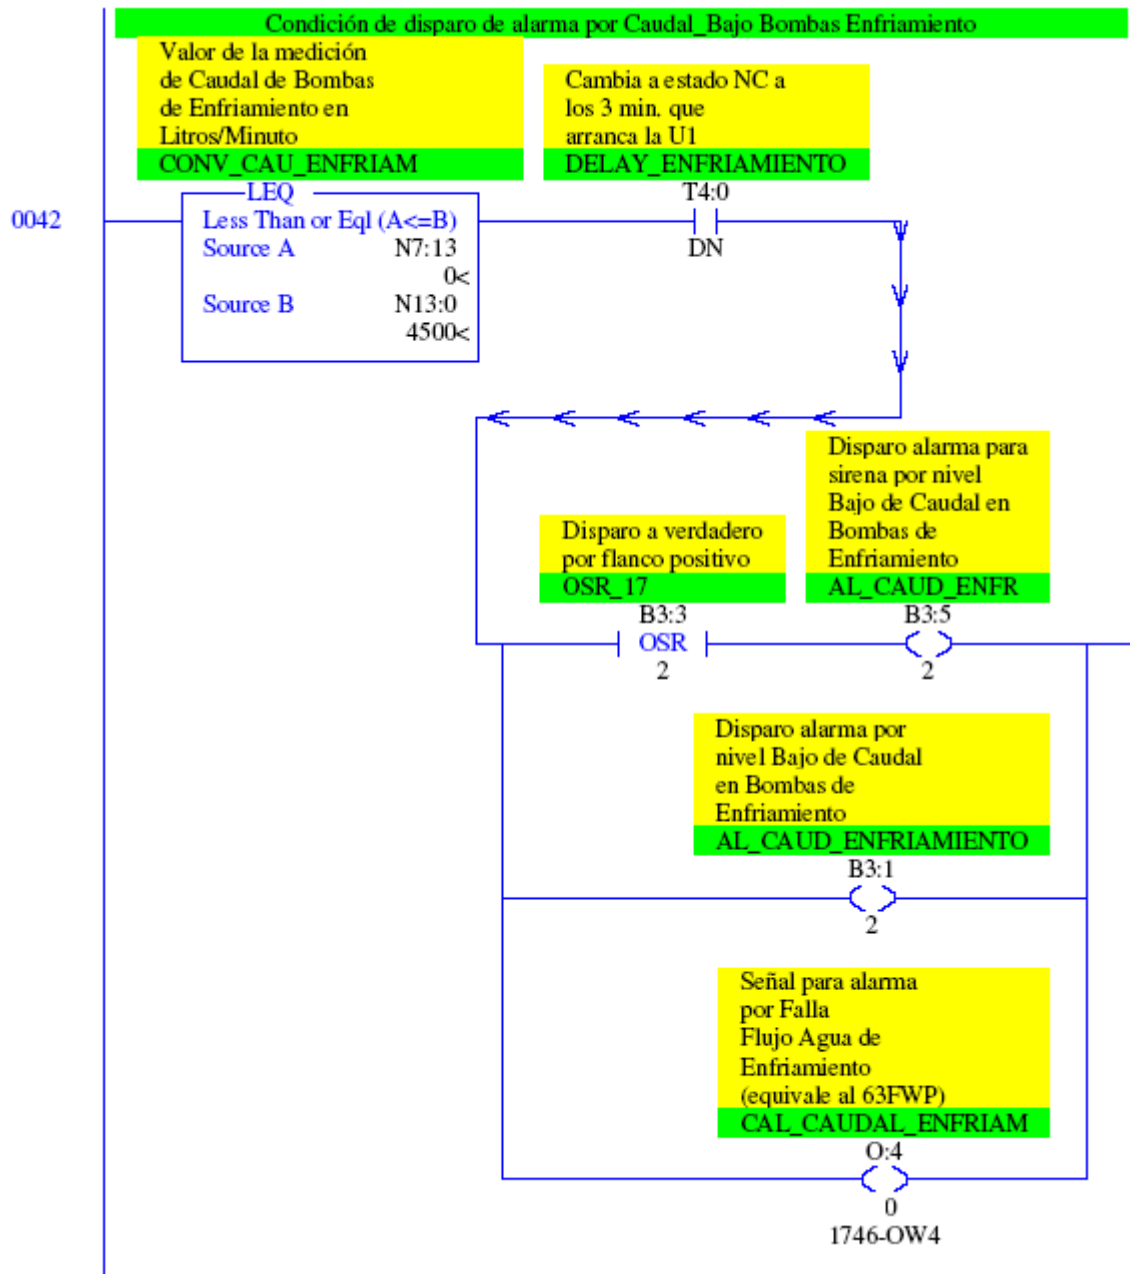 Condición de disparo de alarma por Caudal_Bajo Bombas Enfriamiento
Valor de la medición
de Caudal de Bombas
de Enfriamiento en
Litros/Minuto
CONV_CAU_ENFRIAM
Cambia a estado NC a
los 3 min. que
arranca la U1
DELAY_ENFRIAMIENTO
0042
LEQ
Less Than or Eql (A<=B)
Source A N7:13
0<
Source B N13:0
4500<
T4:0
DN
Disparo a verdadero
por flanco positivo
OSR_17
B3:3
OSR
2
Disparo alarma para
sirena por nivel
Bajo de Caudal en
Bombas de
Enfriamiento
AL_CAUD_ENFR
B3:5
2
Disparo alarma por
nivel Bajo de Caudal
en Bombas de
Enfriamiento
AL_CAUD_ENFRIAMIENTO
B3:1
2
Señal para alarma
por Falla
Flujo Agua de
Enfriamiento
(equivale al 63FWP)
CAL_CAUDAL_ENFRIAM
O:4
0
1746-OW4